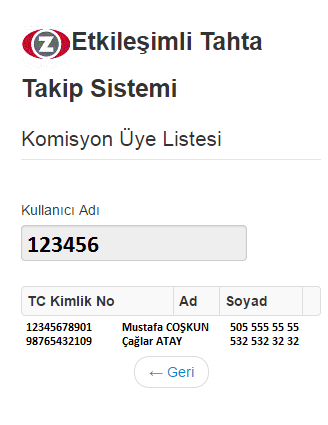 Z Etkileşimli Tahta
Takip Sistemi
Komisyon Üye Listesi
Kullanıcı Adı
123456
TC Kimlik No Ad Soyad
12345678901 Mustafa COŞKUN 505 555 55 55
98765432109 Çağlar ATAY 532 532 32 32
← Geri